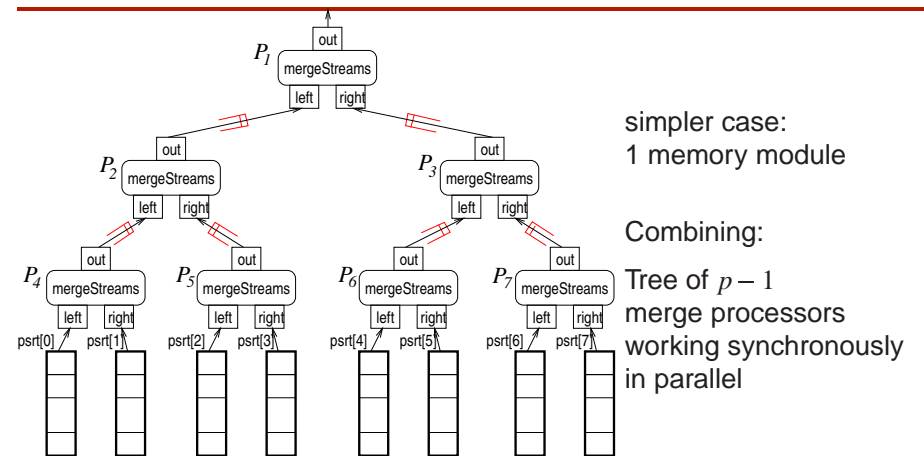 out
P1
mergeStreams
left right
simpler case:
1 memory module
out out
P2 P3
mergeStreams mergeStreams
left right left right
Combining:
out out out out
P4 P5 P6 P7
mergeStreams mergeStreams mergeStreams mergeStreams
left right left right left right left right
Tree of p − 1
merge processors
working synchronously
in parallel
psrt[0] psrt[1] psrt[2] psrt[3] psrt[4] psrt[5] psrt[6] psrt[7]